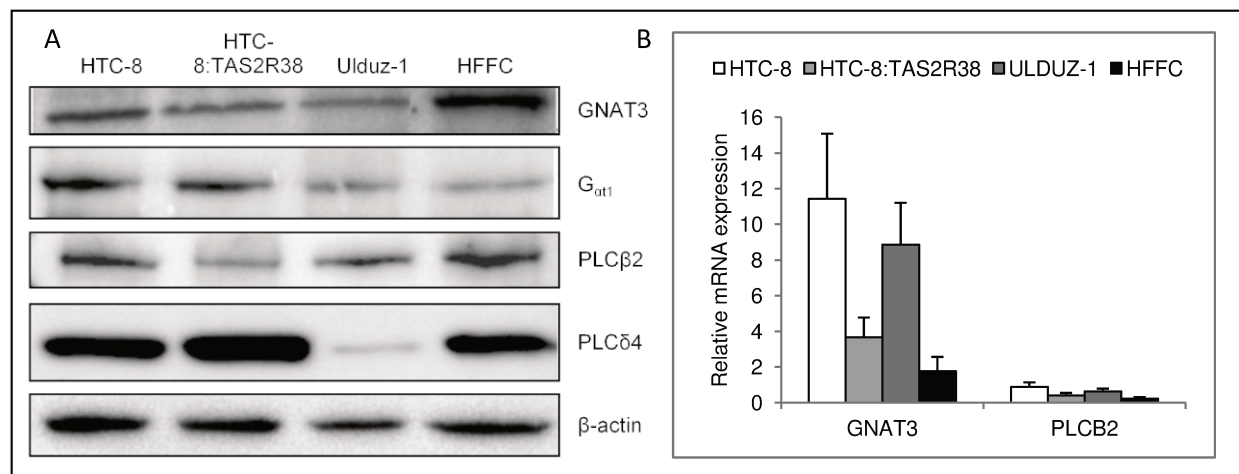 A
HTC-8
HTC-
8:TAS2R38
Ulduz-1
HFFC
GNAT3
Gαt1
PLCβ2
PLCδ4
β-actin
B
HTC-8 HTC-8:TAS2R38 ULDUZ-1 HFFC
Relative mRNA expression
16
14
12
10
8
6
4
2
0
GNAT3 PLCB2